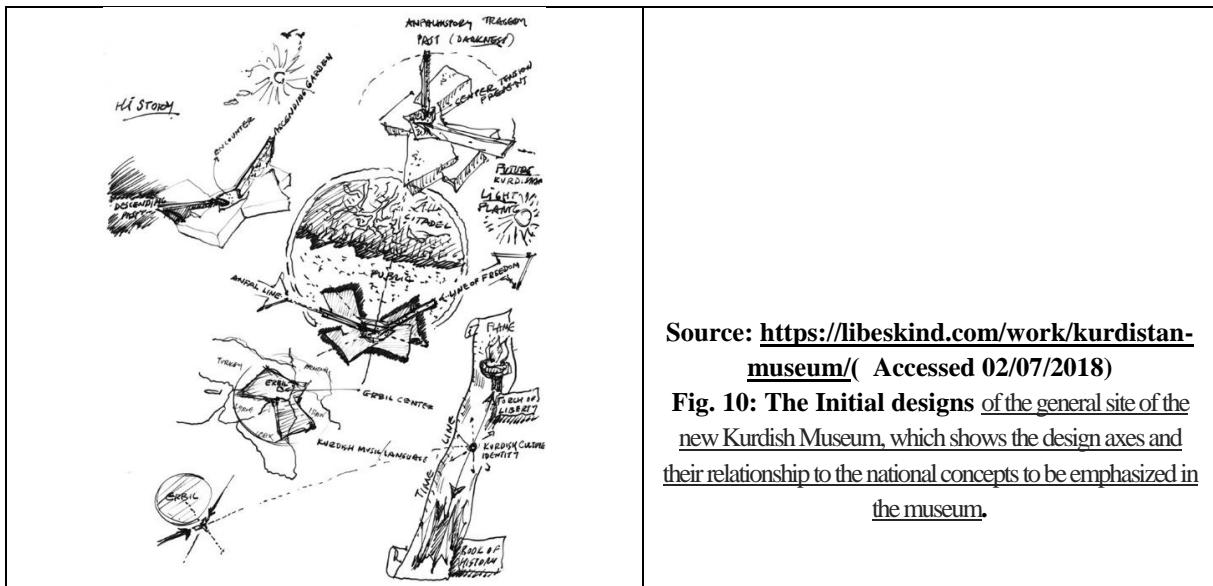 ANFAL HISTORY TRAGEDY
PAST (DARKNESS)
CENTER TENSION
PRESENT
HISTORY
ENCOUNTER
ASCENDING GARDEN
DESCENDING
PAST
FUTURE
KURDISTAN
LIGHT
CITADEL
PUBLIC
ANFAL LINE
LINE OF FREEDOM
FLAME
TURKEY
ERBIL
IRAN
ERBIL CENTER
TORCH OF
LIBERTY
KURDISH MUSIC/LANGUAGE
KURDISH CULTURE
IDENTITY
TIME LINE
ERBIL
BOOK OF
HISTORY
Source: https://libeskind.com/work/kurdistan-
museum/( Accessed 02/07/2018)
Fig. 10: The Initial designs of the general site of the
new Kurdish Museum, which shows the design axes and
their relationship to the national concepts to be emphasized in
the museum.